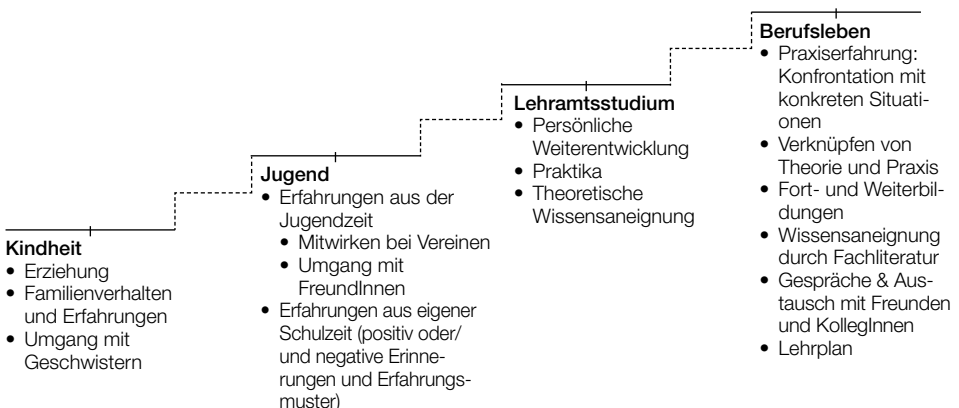 Kindheit
• Erziehung
• Familienverhalten
und Erfahrungen
• Umgang mit
Geschwistern
Jugend
• Erfahrungen aus der
Jugendzeit
• Mitwirken bei Vereinen
• Umgang mit
FreundInnen
• Erfahrungen aus eigener
Schulzeit (positiv oder/
und negative Erinne-
rungen und Erfahrungs-
muster)
Lehramtsstudium
• Persönliche
Weiterentwicklung
• Praktika
• Theoretische
Wissensaneignung
Berufsleben
• Praxiserfahrung:
Konfrontation mit
konkreten Situati-
onen
• Verknüpfen von
Theorie und Praxis
• Fort- und Weiterbil-
dungen
• Wissensaneignung
durch Fachliteratur
• Gespräche & Aus-
tausch mit Freunden
und KollegInnen
• Lehrplan